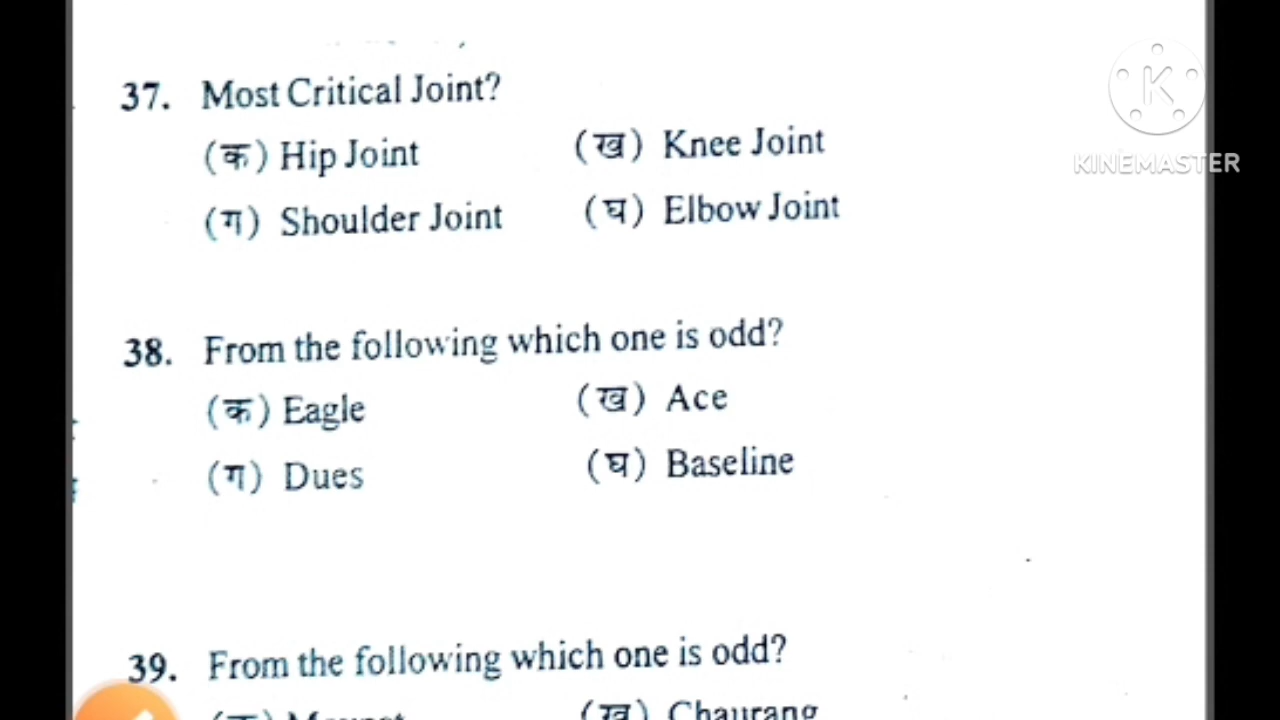 37. Most Critical Joint?
(क) Hip Joint (ख) Knee Joint
(ग) Shoulder Joint (घ) Elbow Joint
38. From the following which one is odd?
(क) Eagle (ख) Ace
(ग) Dues (घ) Baseline
39. From the following which one is odd?
(ख) Chaurang
KINEMASTER